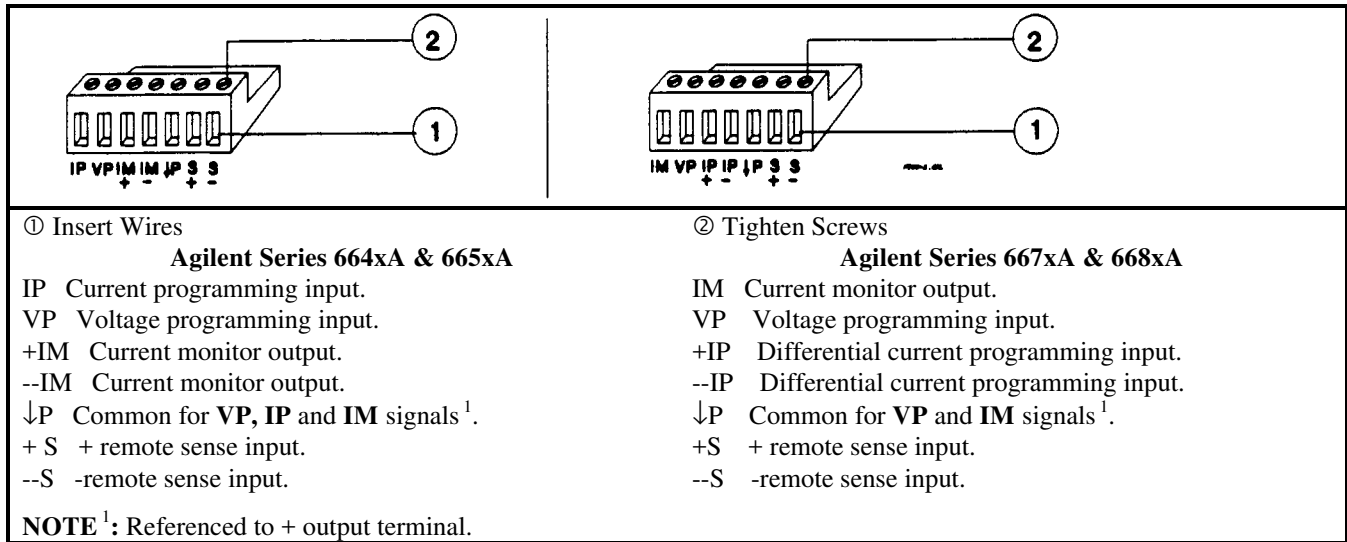 2
1
IP VP IM IM ↓P S S
+ - + -
2
1
IM VP IP IP ↓P S S
+ - + -
① Insert Wires
② Tighten Screws
Agilent Series 664xA & 665xA
IP Current programming input.
VP Voltage programming input.
+IM Current monitor output.
--IM Current monitor output.
↓P Common for VP, IP and IM signals ¹.
+ S + remote sense input.
--S -remote sense input.
NOTE ¹: Referenced to + output terminal.
Agilent Series 667xA & 668xA
IM Current monitor output.
VP Voltage programming input.
+IP Differential current programming input.
--IP Differential current programming input.
↓P Common for VP and IM signals ¹.
+S + remote sense input.
--S -remote sense input.